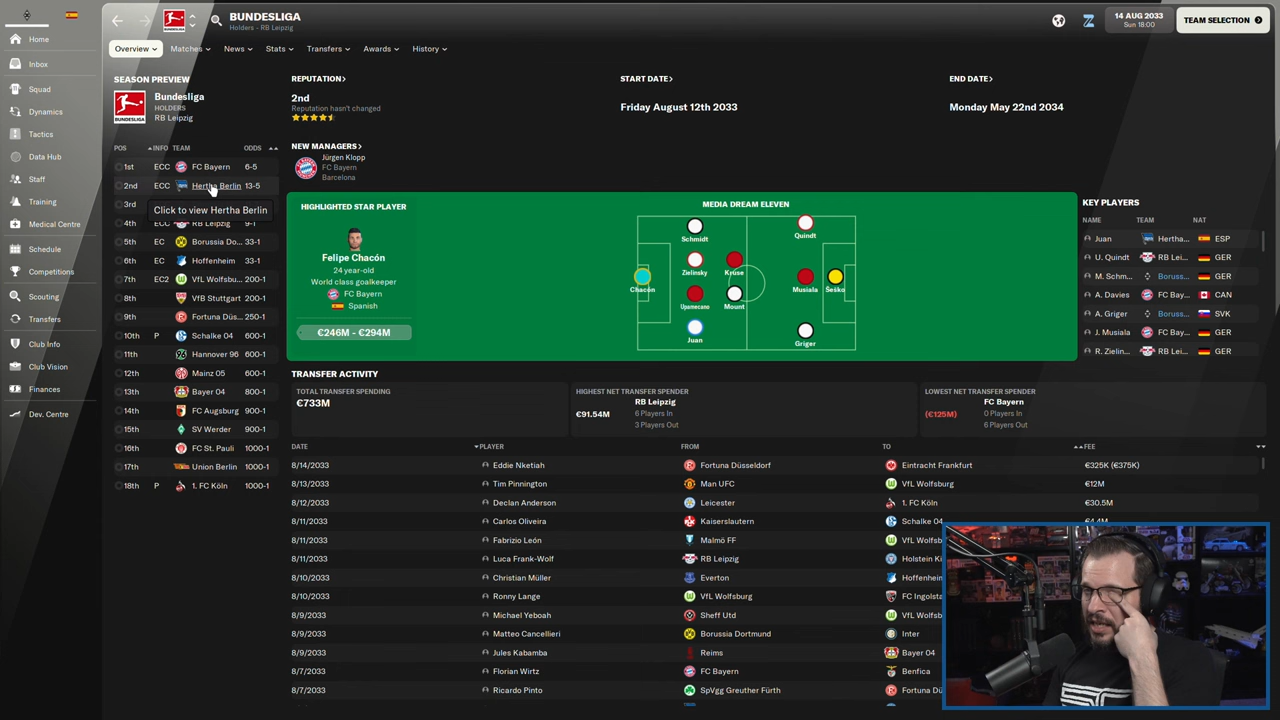 BUNDESLIGA
Holders - RB Leipzig
14 AUG 2033
Sun 18:00
TEAM SELECTION
Home
Inbox
Squad
Dynamics
Tactics
Data Hub
Staff
Training
Medical Centre
Schedule
Competitions
Scouting
Transfers
Club Info
Club Vision
Finances
Dev. Centre
Overview Matches News Stats Transfers Awards History
SEASON PREVIEW
Bundesliga
HOLDERS
RB Leipzig
POS INFO TEAM ODDS
1st ECC FC Bayern 6-5
2nd ECC Hertha Berlin 13-5
3rd
Click to view Hertha Berlin
4th ECC RB Leipzig 9-1
5th EC Borussia Do... 33-1
6th EC Hoffenheim 33-1
7th EC2 VfL Wolfsbu... 200-1
8th VfB Stuttgart 200-1
9th Fortuna Düs... 250-1
10th P Schalke 04 600-1
11th Hannover 96 600-1
12th Mainz 05 600-1
13th Bayer 04 800-1
14th FC Augsburg 900-1
15th SV Werder 900-1
16th FC St. Pauli 1000-1
17th Union Berlin 1000-1
18th P 1. FC Köln 1000-1
REPUTATION>
2nd
Reputation hasn't changed
START DATE>
Friday August 12th 2033
END DATE>
Monday May 22nd 2034
NEW MANAGERS >
Jürgen Klopp
FC Bayern
Barcelona
HIGHLIGHTED STAR PLAYER
Felipe Chacón
24 year-old
World class goalkeeper
FC Bayern
Spanish
€246M - €294M
MEDIA DREAM ELEVEN
Schmidt
Quindt
Zielinsky
Kruse
Chacón
Musiala
Šeško
Upamecano
Mount
Juan
Griger
KEY PLAYERS
NAME TEAM NAT
Juan Hertha... ESP
U. Quindt RB Lei... GER
M. Schm... Boruss... GER
A. Davies FC Bay... CAN
A. Griger Boruss... SVK
J. Musiala FC Bay... GER
R. Zielin... RB Lei... GER
TRANSFER ACTIVITY
TOTAL TRANSFER SPENDING
€733M
HIGHEST NET TRANSFER SPENDER
€91.54M
RB Leipzig
6 Players In
3 Players Out
LOWEST NET TRANSFER SPENDER
(€125M)
FC Bayern
0 Players In
6 Players Out
DATE PLAYER FROM TO FEE
8/14/2033 Eddie Nketiah Fortuna Düsseldorf Eintracht Frankfurt €325K (€375K)
8/13/2033 Tim Pinnington Man UFC VfL Wolfsburg €12M
8/12/2033 Declan Anderson Leicester 1. FC Köln €30.5M
8/11/2033 Carlos Oliveira Kaiserslautern Schalke 04 €4.4M
8/11/2033 Fabrizio León Malmö FF VfL Wolfs
8/11/2033 Luca Frank-Wolf RB Leipzig Holstein Ki
8/10/2033 Christian Müller Everton Hoffenhei
8/10/2033 Ronny Lange VfL Wolfsburg FC Ingolsta
8/9/2033 Michael Yeboah Sheff Utd VfL Wolfsb
8/9/2033 Matteo Cancellieri Borussia Dortmund Inter
8/9/2033 Jules Kabamba Reims Bayer 04
8/7/2033 Florian Wirtz FC Bayern Benfica
8/7/2033 Ricardo Pinto SpVgg Greuther Fürth Fortuna Dü